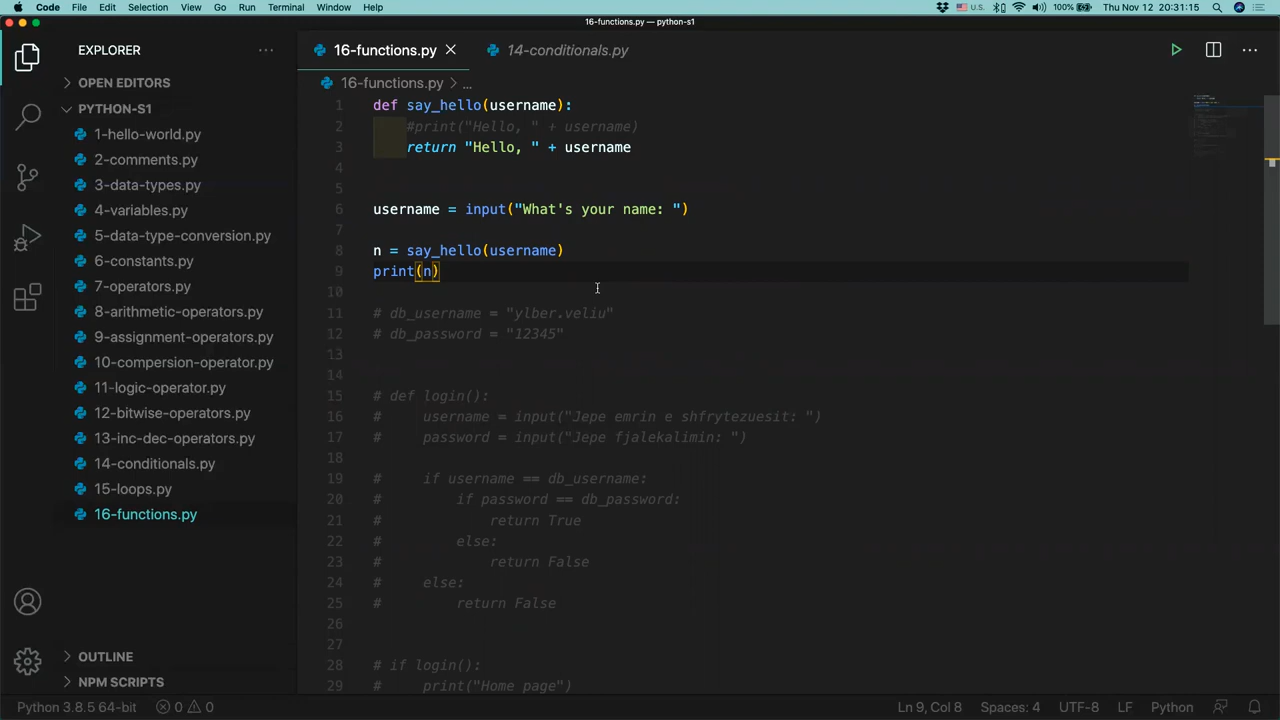 Code File Edit Selection View Go Run Terminal Window Help U.S. 100% Thu Nov 12 20:31:15
16-functions.py — python-s1
EXPLORER
16-functions.py
14-conditionals.py
OPEN EDITORS
PYTHON-S1
1-hello-world.py
2-comments.py
3-data-types.py
4-variables.py
5-data-type-conversion.py
6-constants.py
7-operators.py
8-arithmetic-operators.py
9-assignment-operators.py
10-compersion-operator.py
11-logic-operator.py
12-bitwise-operators.py
13-inc-dec-operators.py
14-conditionals.py
15-loops.py
16-functions.py
OUTLINE
NPM SCRIPTS
16-functions.py > ...
1 def say_hello(username):
2 #print("Hello, " + username)
3 return "Hello, " + username
4
5
6 username = input("What's your name: ")
7
8 n = say_hello(username)
9 print(n)
10
11 # db_username = "ylber.veliu"
12 # db_password = "12345"
13
14
15 # def login():
16 # username = input("Jepe emrin e shfrytezuesit: ")
17 # password = input("Jepe fjalekalimin: ")
18
19 # if username == db_username:
20 # if password == db_password:
21 # return True
22 # else:
23 # return False
24 # else:
25 # return False
26
27
28 # if login():
29 # print("Home page")
Python 3.8.5 64-bit 0 0 Ln 9, Col 8 Spaces: 4 UTF-8 LF Python